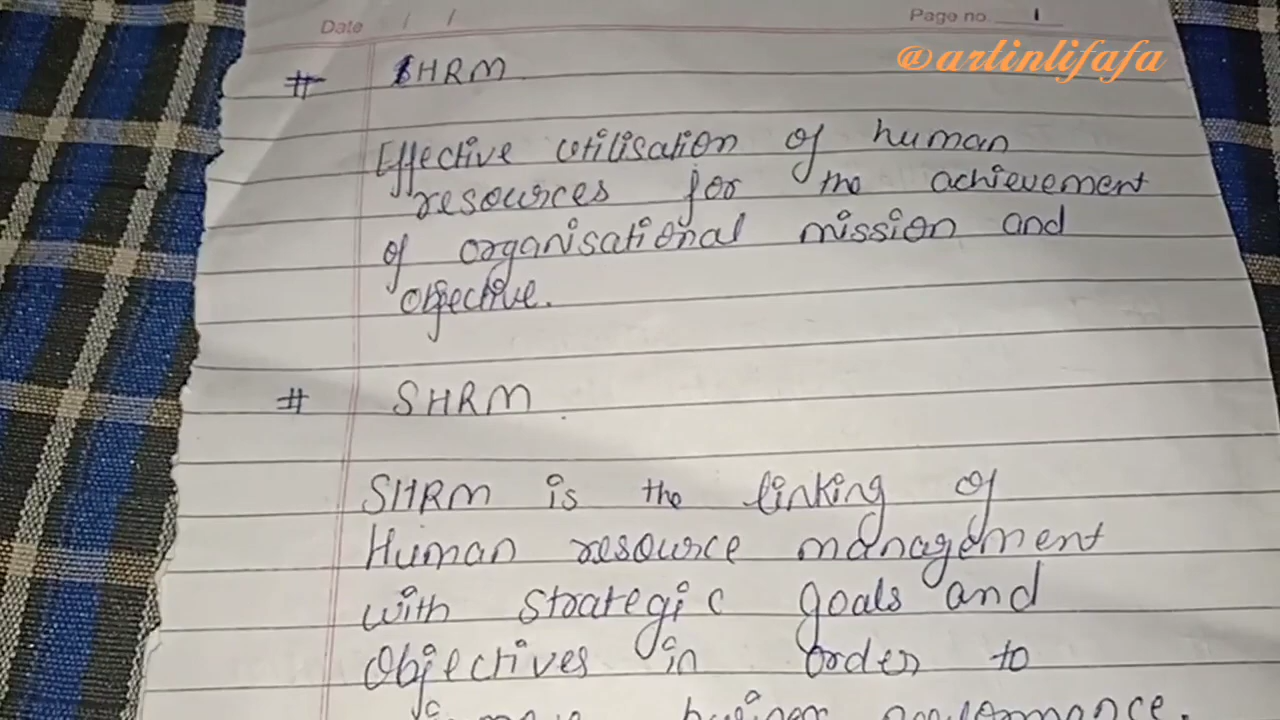 Date / /
Page no. 1
@artinlifafa
# HRM
Effective utilisation of human
resources for the achievement
of organisational mission and
objective.
# SHRM
SHRM is the linking of
Human resource management
with strategic goals and
Objectives in order to
performance.